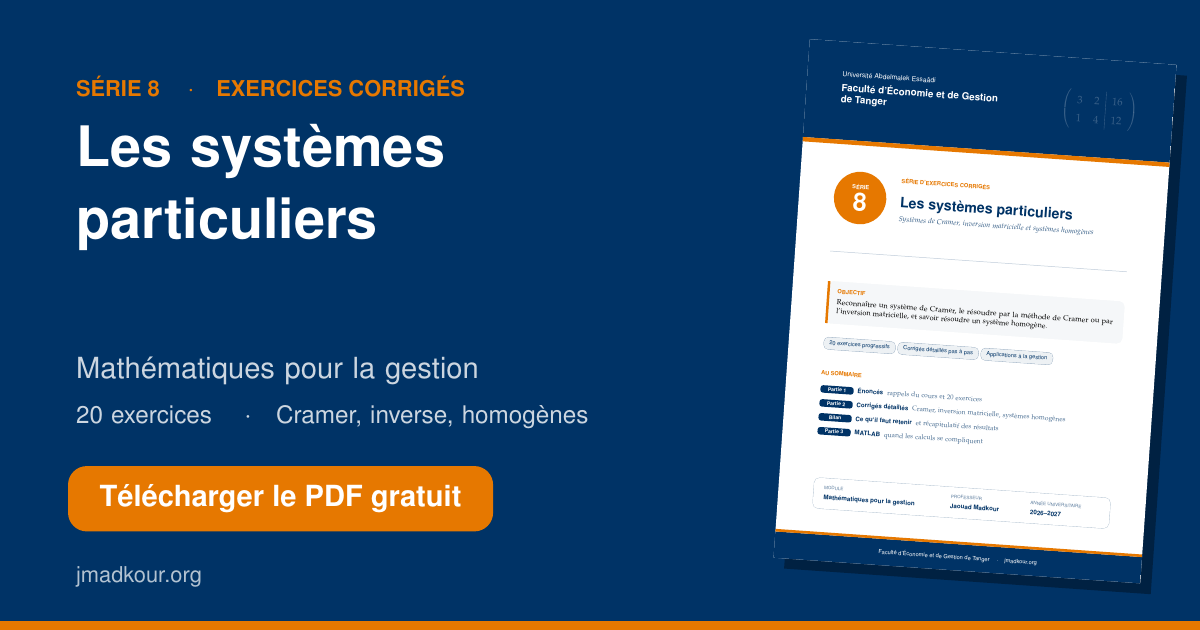 SÉRIE 8 · EXERCICES CORRIGÉS
Les systèmes
particuliers
Mathématiques pour la gestion
20 exercices · Cramer, inverse, homogènes
Télécharger le PDF gratuit
jmadkour.org
Université Abdelmalek Essaâdi
Faculté d'Économie et de Gestion
de Tanger
3 2 16
1 4 12
SÉRIE
8
SÉRIE D'EXERCICES CORRIGÉS
Les systèmes particuliers
Systèmes de Cramer, inversion matricielle et systèmes homogènes
OBJECTIF
Reconnaître un système de Cramer, le résoudre par la méthode de Cramer ou par
l'inversion matricielle, et savoir résoudre un système homogène.
20 exercices progressifs Corrigés détaillés pas à pas Applications à la gestion
AU SOMMAIRE
Partie 1 Énoncés rappels du cours et 20 exercices
Partie 2 Corrigés détaillés Cramer, inversion matricielle, systèmes homogènes
Bilan Ce qu'il faut retenir et récapitulatif des résultats
Partie 3 MATLAB quand les calculs se compliquent
MODULE PROFESSEUR ANNÉE UNIVERSITAIRE
Mathématiques pour la gestion Jaouad Madkour 2026–2027
Faculté d'Économie et de Gestion de Tanger · jmadkour.org